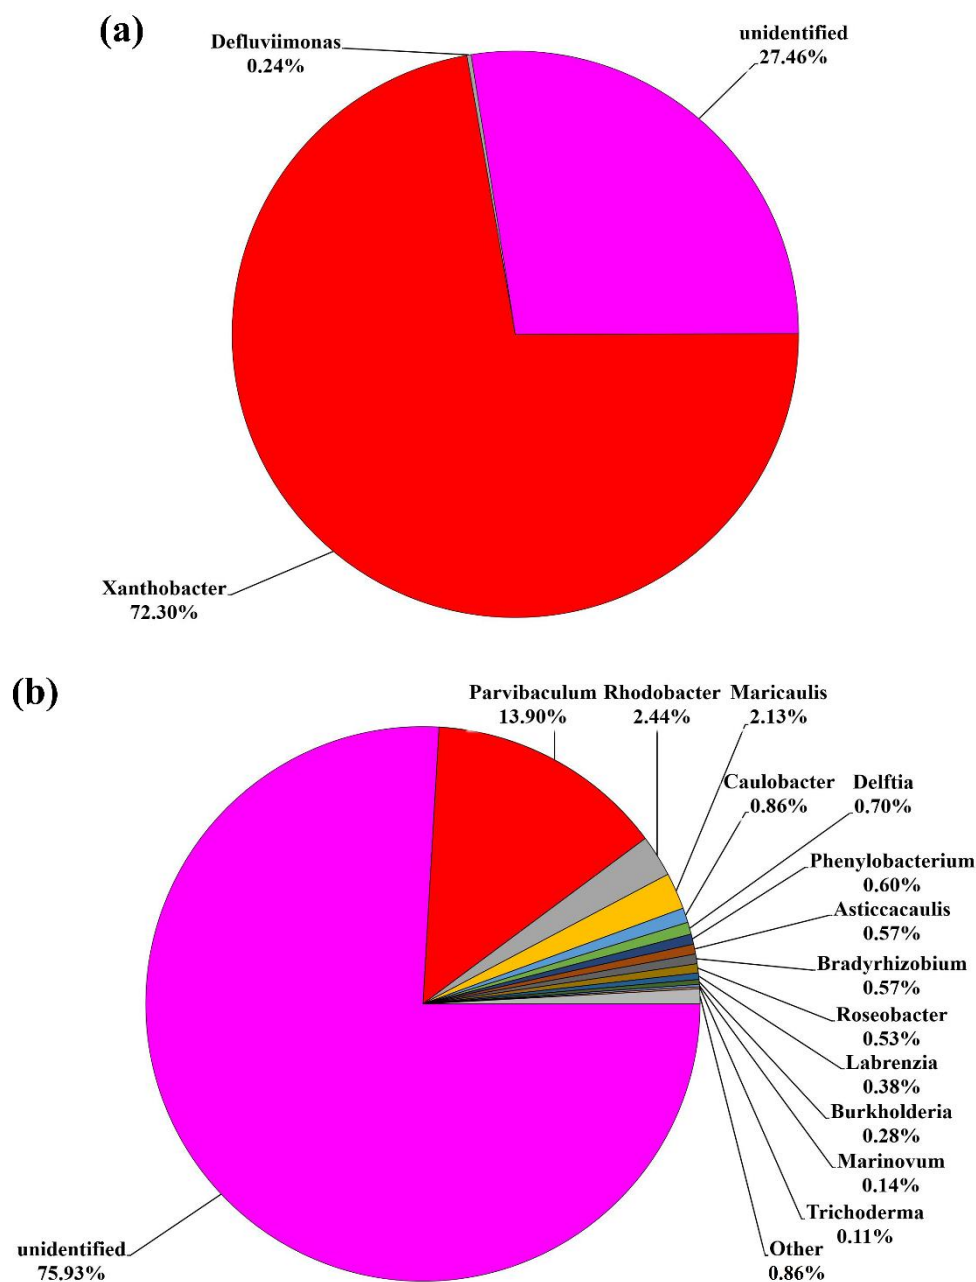 (a)
Defluviimonas
0.24%
unidentified
27.46%
Xanthobacter
72.30%
(b)
Parvibaculum
13.90%
Rhodobacter
2.44%
Maricaulis
2.13%
Caulobacter
0.86%
Delftia
0.70%
Phenylobacterium
0.60%
Asticcacaulis
0.57%
Bradyrhizobium
0.57%
Roseobacter
0.53%
Labrenzia
0.38%
Burkholderia
0.28%
Marinovum
0.14%
Trichoderma
0.11%
Other
0.86%
unidentified
75.93%